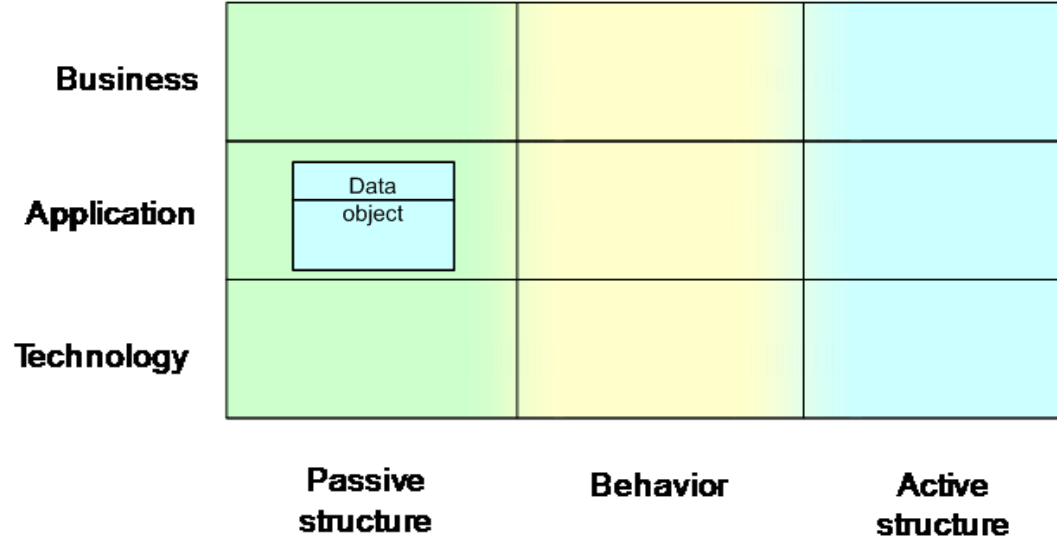 Business
Application
Data
object
Technology
Passive
structure
Behavior
Active
structure